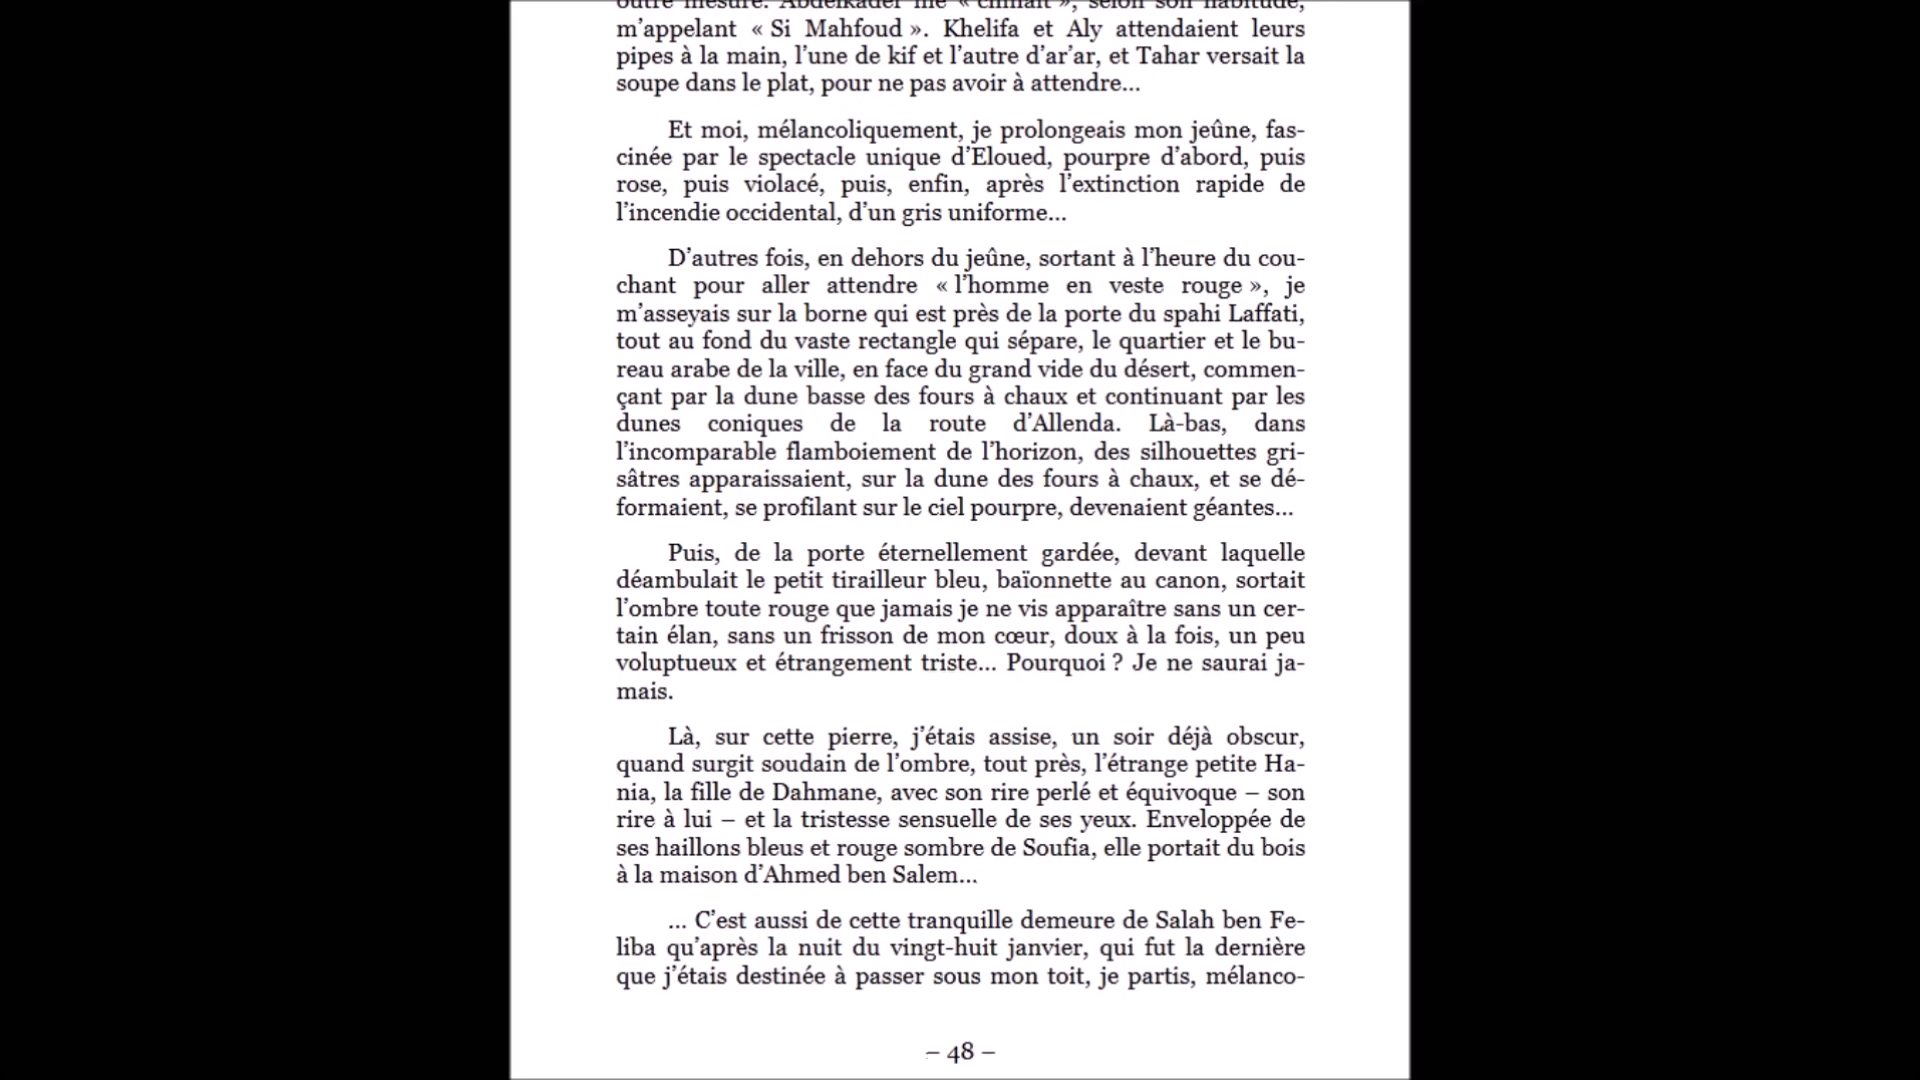 outre mesure. Abdelkader me « chinait », selon son habitude,
m’appelant « Si Mahfoud ». Khelifa et Aly attendaient leurs
pipes à la main, l’une de kif et l’autre d’ar’ar, et Tahar versait la
soupe dans le plat, pour ne pas avoir à attendre…
Et moi, mélancoliquement, je prolongeais mon jeûne, fas-
cinée par le spectacle unique d’Eloued, pourpre d’abord, puis
rose, puis violacé, puis, enfin, après l’extinction rapide de
l’incendie occidental, d’un gris uniforme…
D’autres fois, en dehors du jeûne, sortant à l’heure du cou-
chant pour aller attendre « l’homme en veste rouge », je
m’asseyais sur la borne qui est près de la porte du spahi Laffati,
tout au fond du vaste rectangle qui sépare, le quartier et le bu-
reau arabe de la ville, en face du grand vide du désert, commen-
çant par la dune basse des fours à chaux et continuant par les
dunes coniques de la route d’Allenda. Là-bas, dans
l’incomparable flamboiement de l’horizon, des silhouettes gri-
sâtres apparaissaient, sur la dune des fours à chaux, et se dé-
formaient, se profilant sur le ciel pourpre, devenaient géantes…
Puis, de la porte éternellement gardée, devant laquelle
déambulait le petit tirailleur bleu, baïonnette au canon, sortait
l’ombre toute rouge que jamais je ne vis apparaître sans un cer-
tain élan, sans un frisson de mon cœur, doux à la fois, un peu
voluptueux et étrangement triste… Pourquoi ? Je ne saurai ja-
mais.
Là, sur cette pierre, j’étais assise, un soir déjà obscur,
quand surgit soudain de l’ombre, tout près, l’étrange petite Ha-
nia, la fille de Dahmane, avec son rire perlé et équivoque – son
rire à lui – et la tristesse sensuelle de ses yeux. Enveloppée de
ses haillons bleus et rouge sombre de Soufia, elle portait du bois
à la maison d’Ahmed ben Salem…
… C’est aussi de cette tranquille demeure de Salah ben Fe-
liba qu’après la nuit du vingt-huit janvier, qui fut la dernière
que j’étais destinée à passer sous mon toit, je partis, mélanco-
– 48 –